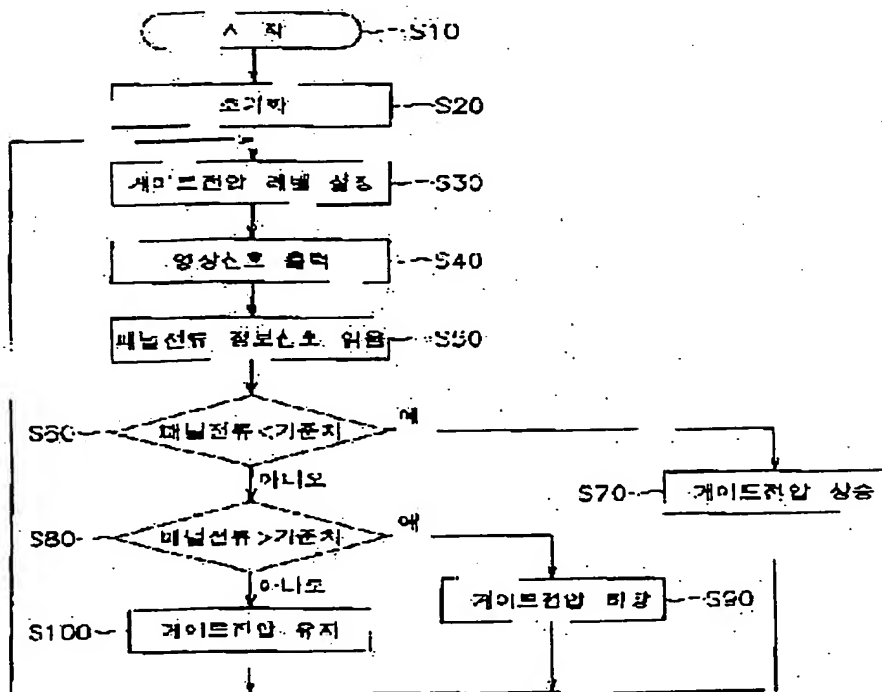 시 작 S10
초기화 S20
게이트전압 레벨 설정 S30
영상신호 출력 S40
패널전류 정보신호 읽음 S50
S60 패널전류<기준치 예
아니오
S70 게이트전압 상승
S80 패널전류>기준치 예
아니오
게이트전압 하강 S90
S100 게이트전압 유지